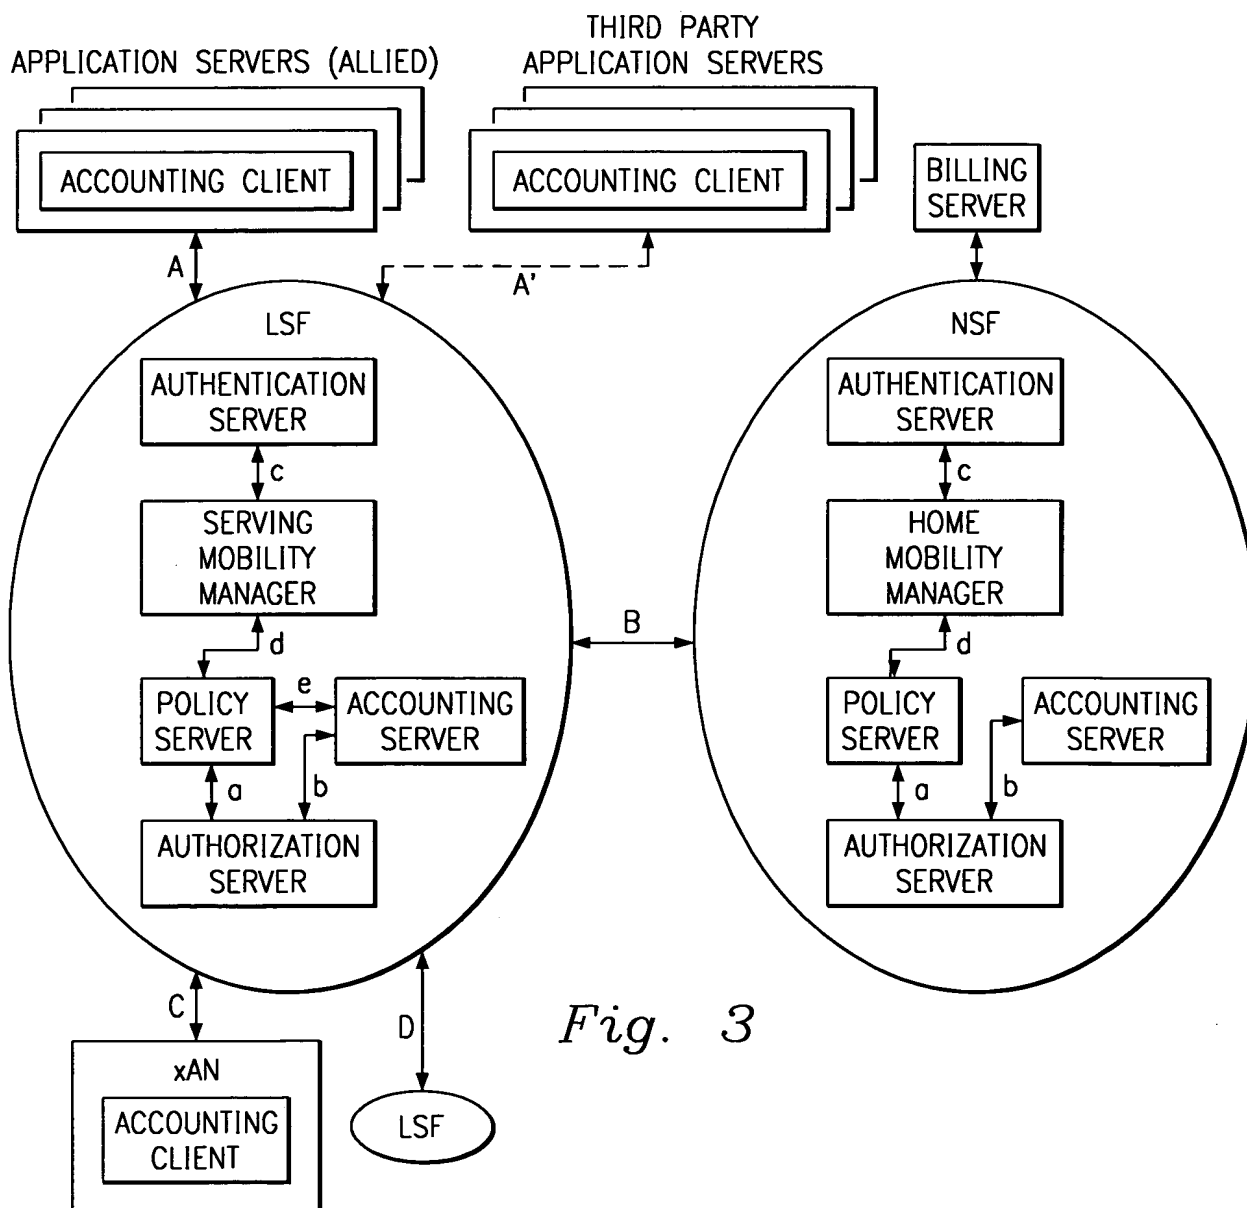 THIRD PARTY
APPLICATION SERVERS (ALLIED)
APPLICATION SERVERS
ACCOUNTING CLIENT
ACCOUNTING CLIENT
BILLING
SERVER
A
A'
LSF
NSF
AUTHENTICATION
SERVER
AUTHENTICATION
SERVER
c
c
SERVING
MOBILITY
MANAGER
HOME
MOBILITY
MANAGER
B
d
d
POLICY
SERVER
e
ACCOUNTING
SERVER
POLICY
SERVER
ACCOUNTING
SERVER
a
b
a
b
AUTHORIZATION
SERVER
AUTHORIZATION
SERVER
C
D
Fig. 3
xAN
ACCOUNTING
CLIENT
LSF